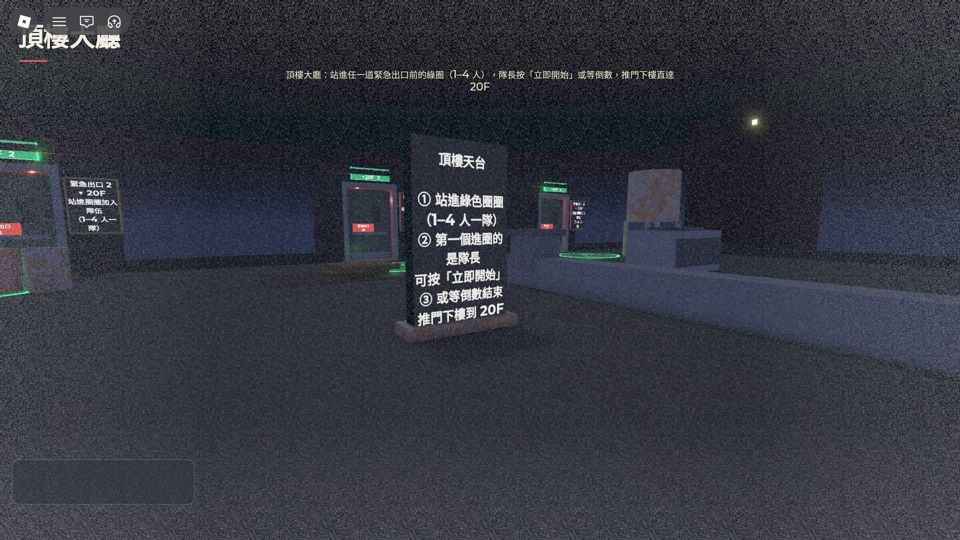 頂樓大廳
頂樓大廳：站進任一道緊急出口前的綠圈（1–4 人），隊長按「立即開始」或等倒數，推門下樓直達
20F
緊急出口 2
▼ 20F
站進圈圈加入
隊伍
（1–4 人一
隊）
頂樓天台
① 站進綠色圈圈
（1–4 人一隊）
② 第一個進圈的
是隊長
可按「立即開始」
③ 或等倒數結束
推門下樓到 20F